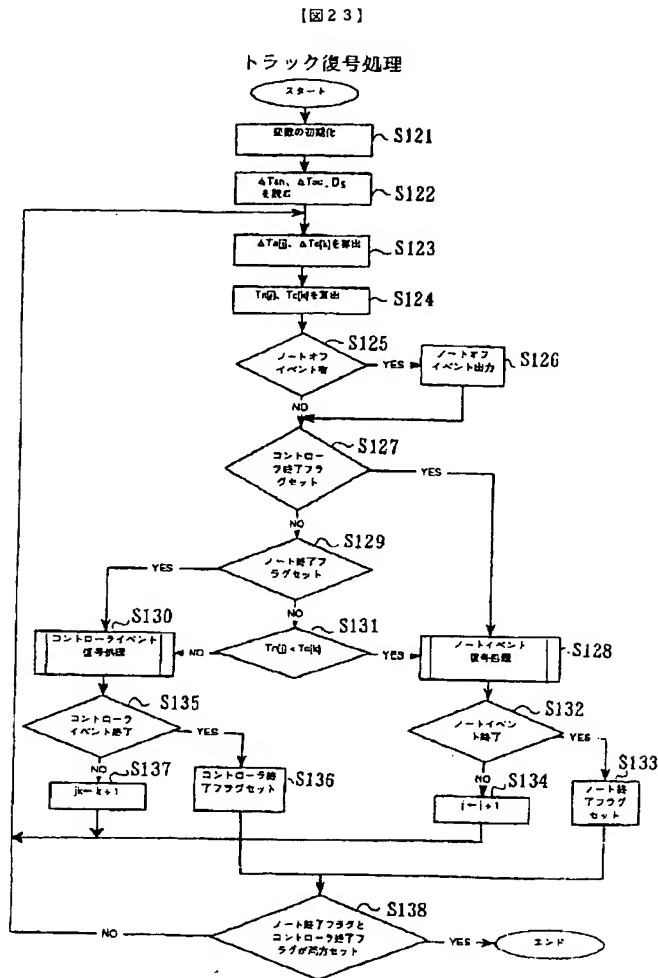 【図23】
トラック復号処理
スタート
変数の初期化
S121
を読む
S122
S123
S124
S125
ノートオフ
イベント有
YES
ノートオフ
イベント出力
S126
NO
S127
コントロー
ラ終了フラ
グセット
YES
NO
S129
ノート終了フ
ラグセット
YES
NO
S130
コントローライベント
復号処理
S131
Tn[j] < Tc[k]
NO
YES
ノートイベント
復号処理
S128
S135
コントローラ
イベント終了
YES
NO
S132
ノートイベン
ト終了
YES
NO
S137
コントローラ終
了フラグセット
S136
S134
j ← j + 1
S133
ノート終
了フラグ
セット
S138
ノート終了フラグと
コントローラ終了フ
ラグが両方セット
NO
YES
エンド